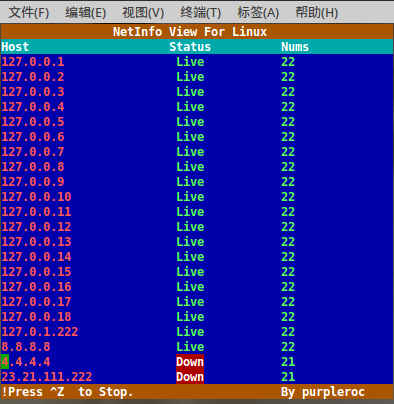 文件(F) 编辑(E) 视图(V) 终端(T) 标签(A) 帮助(H)
NetInfo View For Linux
Host Status Nums
127.0.0.1 Live 22
127.0.0.2 Live 22
127.0.0.3 Live 22
127.0.0.4 Live 22
127.0.0.5 Live 22
127.0.0.6 Live 22
127.0.0.7 Live 22
127.0.0.8 Live 22
127.0.0.9 Live 22
127.0.0.10 Live 22
127.0.0.11 Live 22
127.0.0.12 Live 22
127.0.0.13 Live 22
127.0.0.14 Live 22
127.0.0.15 Live 22
127.0.0.16 Live 22
127.0.0.17 Live 22
127.0.0.18 Live 22
127.0.1.222 Live 22
8.8.8.8 Live 22
4.4.4.4 Down 21
23.21.111.222 Down 21
!Press ^Z to Stop. By purpleroc